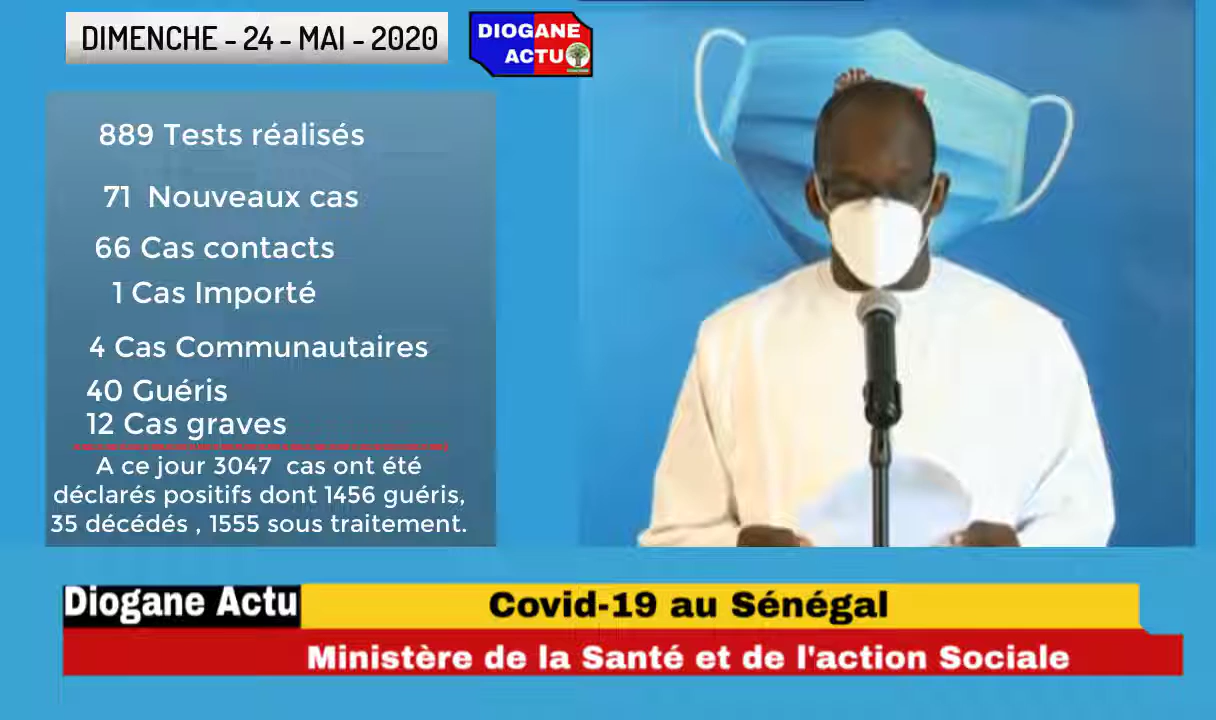 DIMENCHE - 24 - MAI - 2020
DIOGANE
ACTU
889 Tests réalisés
71 Nouveaux cas
66 Cas contacts
1 Cas Importé
4 Cas Communautaires
40 Guéris
12 Cas graves
A ce jour 3047 cas ont été
déclarés positifs dont 1456 guéris,
35 décédés , 1555 sous traitement.
Diogane Actu
Covid-19 au Sénégal
Ministère de la Santé et de l'action Sociale